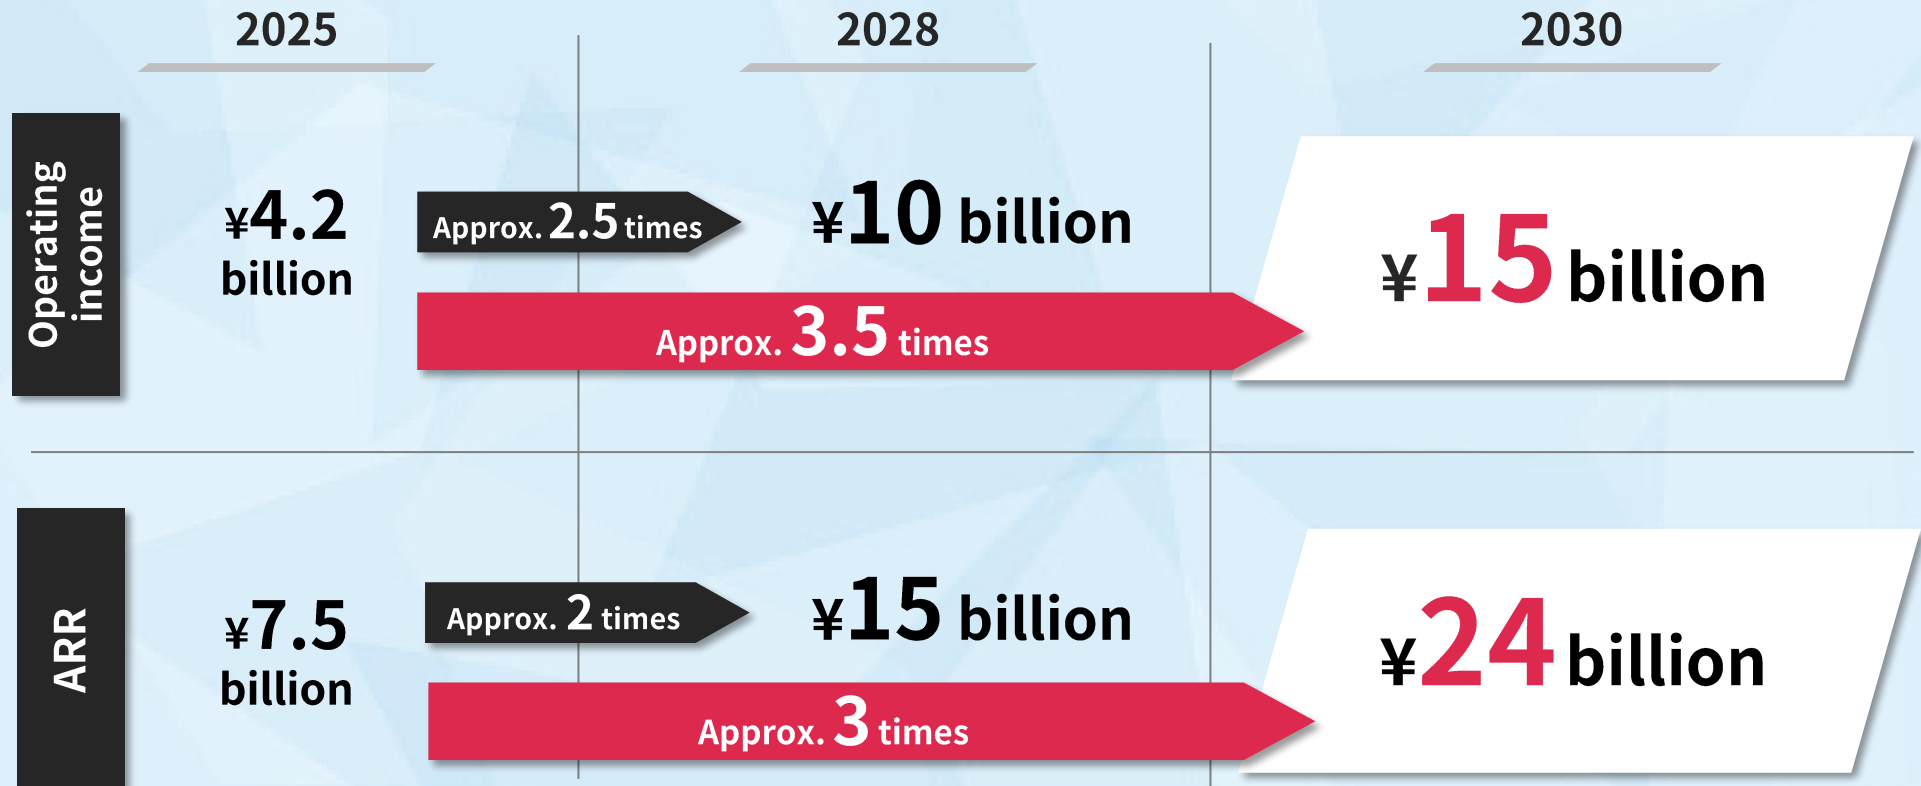 2025
2028
2030
Operating
income
¥4.2
billion
Approx. 2.5 times
¥10 billion
Approx. 3.5 times
¥15 billion
ARR
¥7.5
billion
Approx. 2 times
¥15 billion
Approx. 3 times
¥24 billion